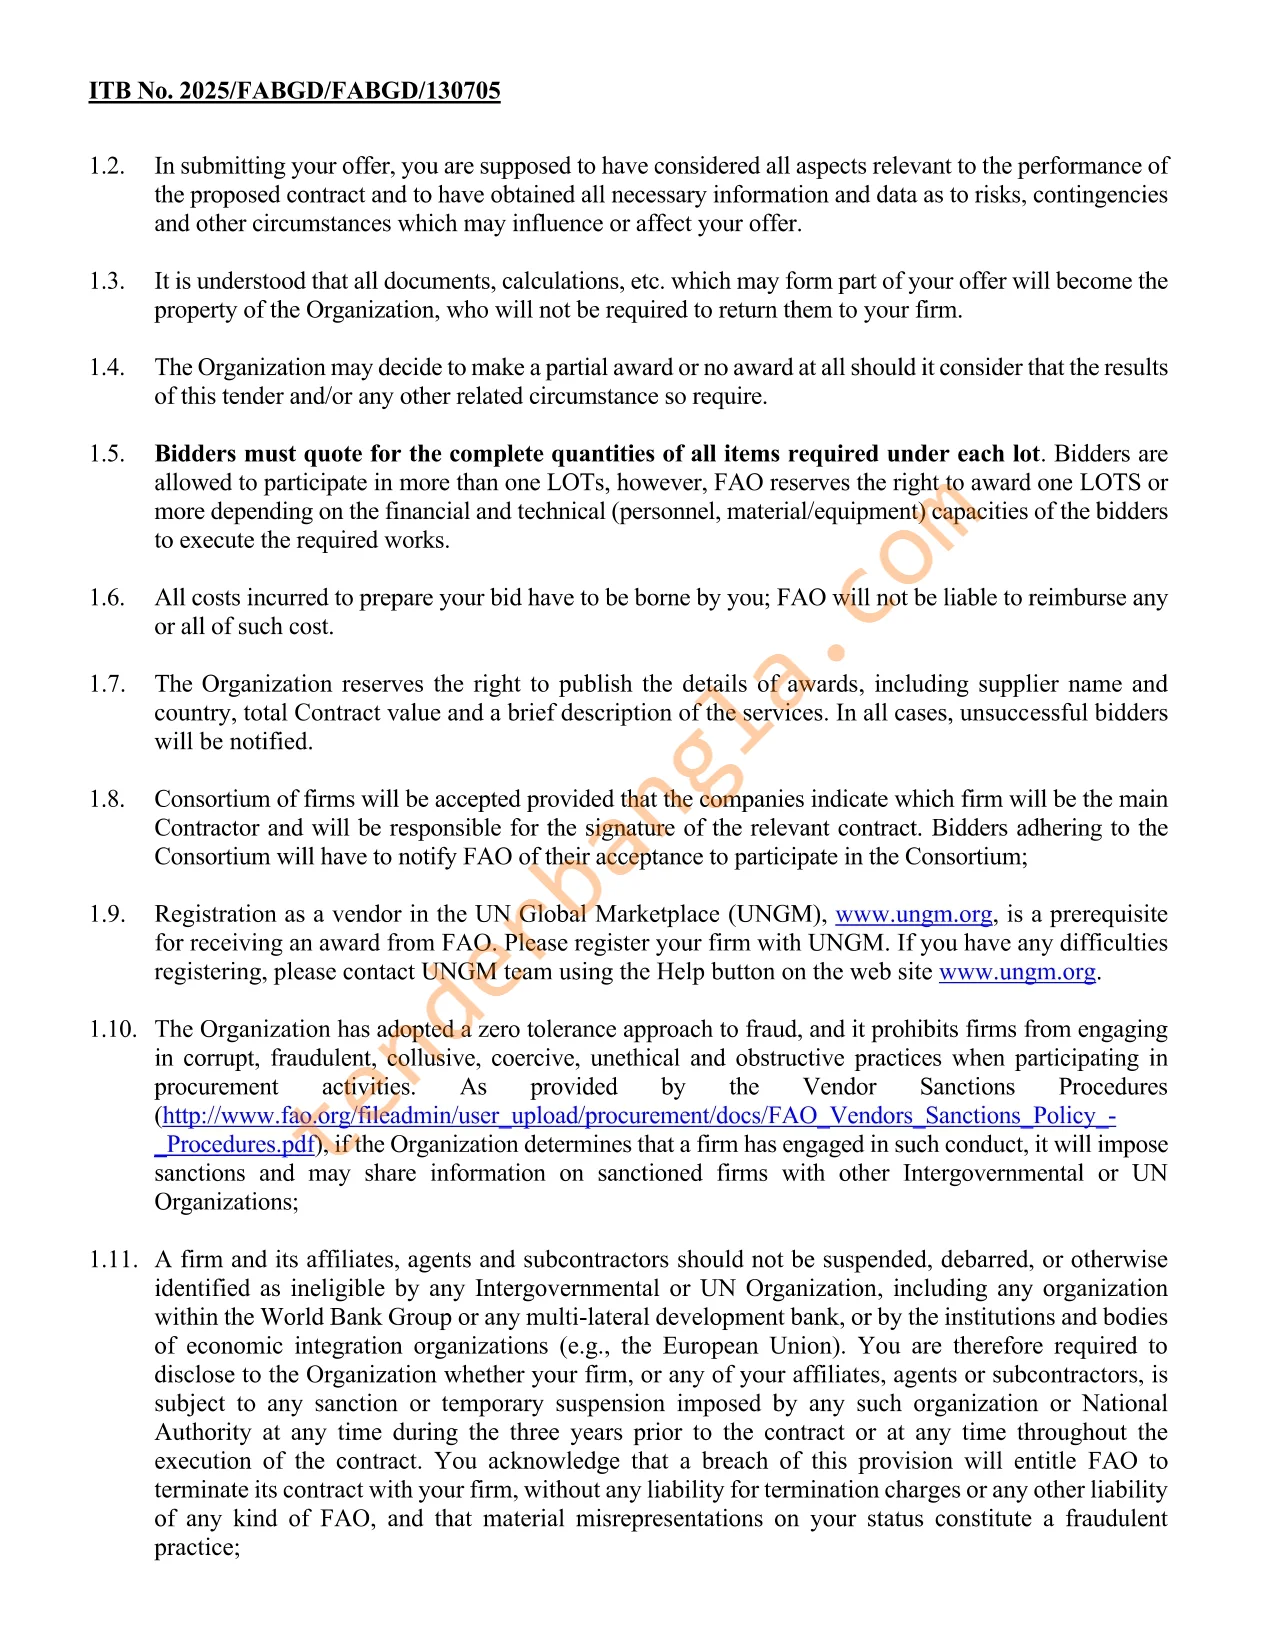 ITB No. 2025/FABGD/FABGD/130705
1.2. In submitting your offer, you are supposed to have considered all aspects relevant to the performance of
the proposed contract and to have obtained all necessary information and data as to risks, contingencies
and other circumstances which may influence or affect your offer.
1.3. It is understood that all documents, calculations, etc. which may form part of your offer will become the
property of the Organization, who will not be required to return them to your firm.
1.4. The Organization may decide to make a partial award or no award at all should it consider that the results
of this tender and/or any other related circumstance so require.
1.5. Bidders must quote for the complete quantities of all items required under each lot. Bidders are
allowed to participate in more than one LOTs, however, FAO reserves the right to award one LOTS or
more depending on the financial and technical (personnel, material/equipment) capacities of the bidders
to execute the required works.
1.6. All costs incurred to prepare your bid have to be borne by you; FAO will not be liable to reimburse any
or all of such cost.
1.7. The Organization reserves the right to publish the details of awards, including supplier name and
country, total Contract value and a brief description of the services. In all cases, unsuccessful bidders
will be notified.
1.8. Consortium of firms will be accepted provided that the companies indicate which firm will be the main
Contractor and will be responsible for the signature of the relevant contract. Bidders adhering to the
Consortium will have to notify FAO of their acceptance to participate in the Consortium;
1.9. Registration as a vendor in the UN Global Marketplace (UNGM), www.ungm.org, is a prerequisite
for receiving an award from FAO. Please register your firm with UNGM. If you have any difficulties
registering, please contact UNGM team using the Help button on the web site www.ungm.org.
1.10. The Organization has adopted a zero tolerance approach to fraud, and it prohibits firms from engaging
in corrupt, fraudulent, collusive, coercive, unethical and obstructive practices when participating in
procurement activities. As provided by the Vendor Sanctions Procedures
(http://www.fao.org/fileadmin/user_upload/procurement/docs/FAO_Vendors_Sanctions_Policy_-
_Procedures.pdf), if the Organization determines that a firm has engaged in such conduct, it will impose
sanctions and may share information on sanctioned firms with other Intergovernmental or UN
Organizations;
1.11. A firm and its affiliates, agents and subcontractors should not be suspended, debarred, or otherwise
identified as ineligible by any Intergovernmental or UN Organization, including any organization
within the World Bank Group or any multi-lateral development bank, or by the institutions and bodies
of economic integration organizations (e.g., the European Union). You are therefore required to
disclose to the Organization whether your firm, or any of your affiliates, agents or subcontractors, is
subject to any sanction or temporary suspension imposed by any such organization or National
Authority at any time during the three years prior to the contract or at any time throughout the
execution of the contract. You acknowledge that a breach of this provision will entitle FAO to
terminate its contract with your firm, without any liability for termination charges or any other liability
of any kind of FAO, and that material misrepresentations on your status constitute a fraudulent
practice;
tenderbangla.com